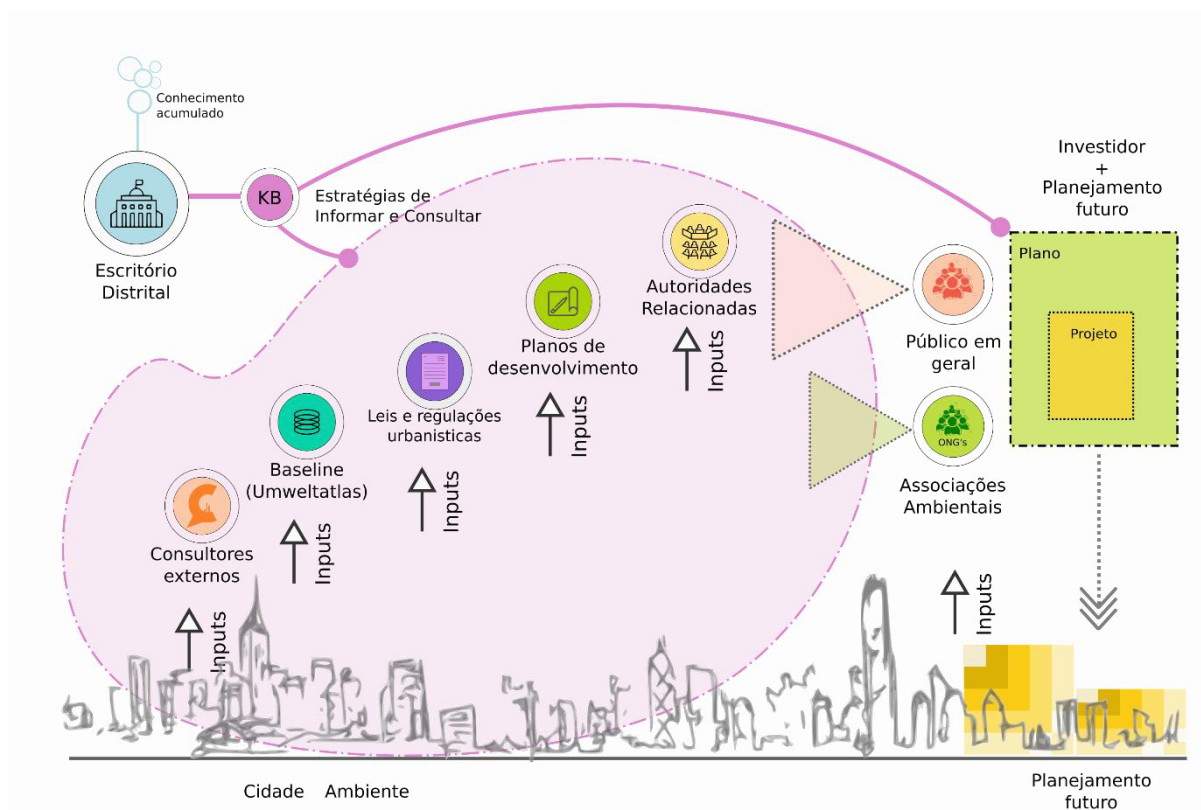 Conhecimento
acumulado
KB
Estratégias de
Informar e Consultar
Escritório
Distrital
Investidor
+
Planejamento
futuro
Plano
Projeto
Autoridades
Relacionadas
Inputs
Público em
geral
Planos de
desenvolvimento
Inputs
Leis e regulações
urbanisticas
Inputs
ONG's
Associações
Ambientais
Baseline
(Umweltatlas)
Inputs
Consultores
externos
Inputs
Inputs
Cidade Ambiente
Planejamento
futuro